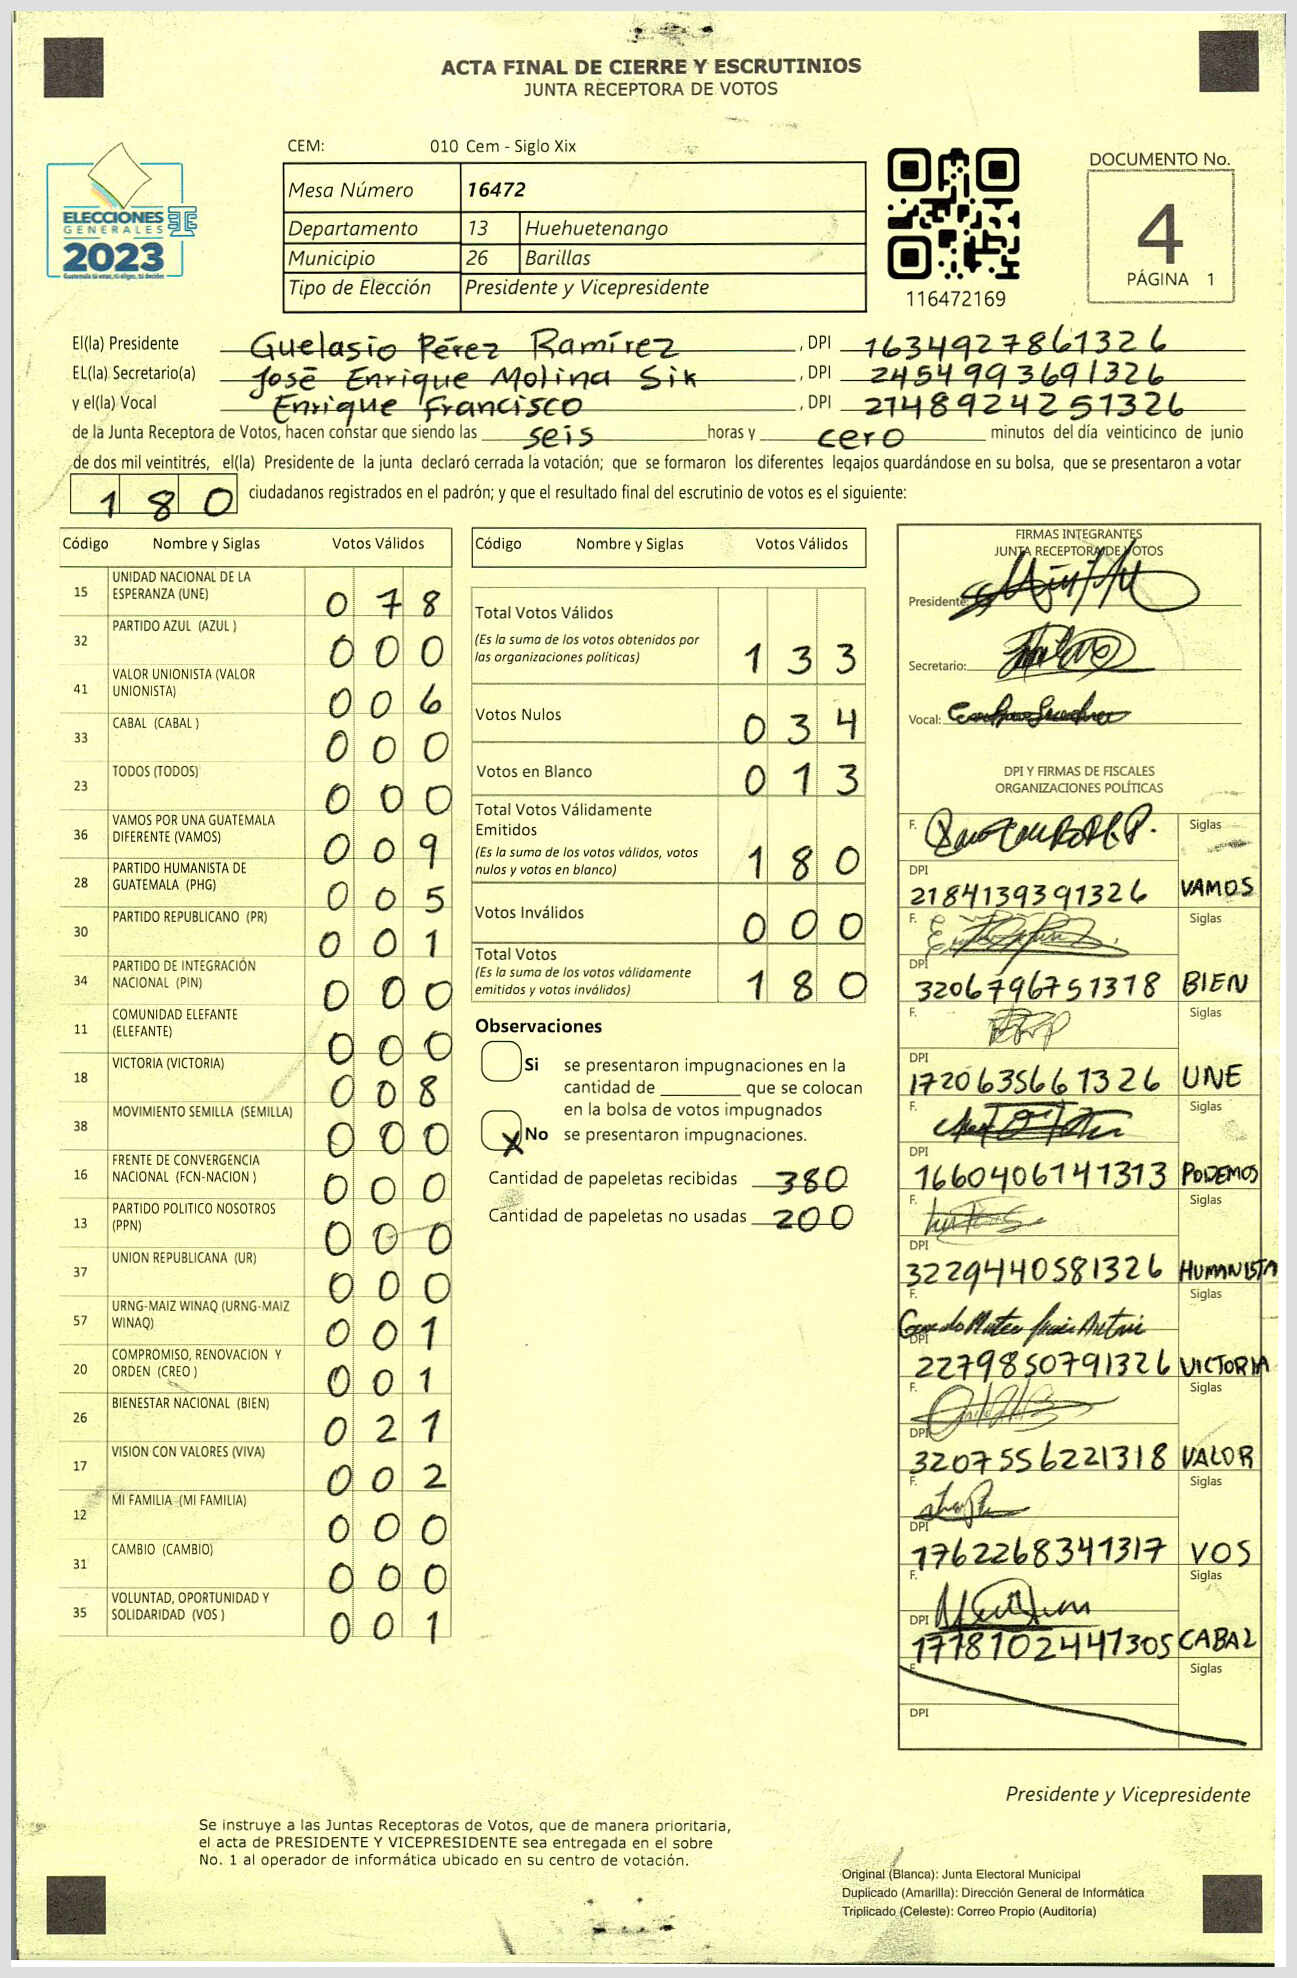 ACTA FINAL DE CIERRE Y ESCRUTINIOS
JUNTA RECEPTORA DE VOTOS
CEM: 010 Cem - Siglo Xix
Mesa Número 16472
Departamento 13 Huehuetenango
Municipio 26 Barillas
Tipo de Elección Presidente y Vicepresidente
ELECCIONES
GENERALES
2023
Guatemala tú eres, tú eliges, tú decides
116472169
DOCUMENTO No.
4
PÁGINA 1
El(la) Presidente Guelasio Pérez Ramírez , DPI 1634927861326
EL(la) Secretario(a) José Enrique Molina Sik , DPI 2454993691326
y el(la) Vocal Enrique Francisco , DPI 2148924251326
de la Junta Receptora de Votos, hacen constar que siendo las seis horas y cero minutos del día veinticinco de junio
de dos mil veintitrés, el(la) Presidente de la junta declaró cerrada la votación; que se formaron los diferentes legajos guardándose en su bolsa, que se presentaron a votar
180 ciudadanos registrados en el padrón; y que el resultado final del escrutinio de votos es el siguiente:
Código Nombre y Siglas Votos Válidos
15 UNIDAD NACIONAL DE LA
ESPERANZA (UNE) 078
32 PARTIDO AZUL (AZUL ) 000
41 VALOR UNIONISTA (VALOR
UNIONISTA) 006
33 CABAL (CABAL ) 000
23 TODOS (TODOS) 000
36 VAMOS POR UNA GUATEMALA
DIFERENTE (VAMOS) 009
28 PARTIDO HUMANISTA DE
GUATEMALA (PHG) 005
30 PARTIDO REPUBLICANO (PR) 001
34 PARTIDO DE INTEGRACIÓN
NACIONAL (PIN) 000
11 COMUNIDAD ELEFANTE
(ELEFANTE) 000
18 VICTORIA (VICTORIA) 008
38 MOVIMIENTO SEMILLA (SEMILLA) 000
16 FRENTE DE CONVERGENCIA
NACIONAL (FCN-NACION ) 000
13 PARTIDO POLITICO NOSOTROS
(PPN) 000
37 UNION REPUBLICANA (UR) 000
57 URNG-MAIZ WINAQ (URNG-MAIZ
WINAQ) 001
20 COMPROMISO, RENOVACION Y
ORDEN (CREO ) 001
26 BIENESTAR NACIONAL (BIEN) 021
17 VISION CON VALORES (VIVA) 002
12 MI FAMILIA (MI FAMILIA) 000
31 CAMBIO (CAMBIO) 000
35 VOLUNTAD, OPORTUNIDAD Y
SOLIDARIDAD (VOS ) 001
Código Nombre y Siglas Votos Válidos
Total Votos Válidos
(Es la suma de los votos obtenidos por
las organizaciones políticas) 133
Votos Nulos 034
Votos en Blanco 013
Total Votos Válidamente
Emitidos
(Es la suma de los votos válidos, votos
nulos y votos en blanco) 180
Votos Inválidos 000
Total Votos
(Es la suma de los votos válidamente
emitidos y votos inválidos) 180
Observaciones
Si se presentaron impugnaciones en la
cantidad de ________ que se colocan
en la bolsa de votos impugnados
X No se presentaron impugnaciones.
Cantidad de papeletas recibidas 380
Cantidad de papeletas no usadas 200
FIRMAS INTEGRANTES
JUNTA RECEPTORA DE VOTOS
Presidente:
Secretario:
Vocal:
DPI Y FIRMAS DE FISCALES
ORGANIZACIONES POLÍTICAS
F. Siglas
DPI
2184139391326 VAMOS
F. Siglas
DPI
3206796751318 BIEN
F. Siglas
DPI
1720635661326 UNE
F. Siglas
DPI
1660406141313 PODEMOS
F. Siglas
DPI
3229440581326 HUMANISTA
F. Siglas
DPI
2279850791326 VICTORIA
F. Siglas
DPI
3207556221318 VALOR
F. Siglas
DPI
1762268341317 VOS
F. Siglas
DPI
1778102441305 CABAL
F. Siglas
DPI
Presidente y Vicepresidente
Se instruye a las Juntas Receptoras de Votos, que de manera prioritaria,
el acta de PRESIDENTE Y VICEPRESIDENTE sea entregada en el sobre
No. 1 al operador de informática ubicado en su centro de votación.
Original (Blanca): Junta Electoral Municipal
Duplicado (Amarilla): Dirección General de Informática
Triplicado (Celeste): Correo Propio (Auditoría)